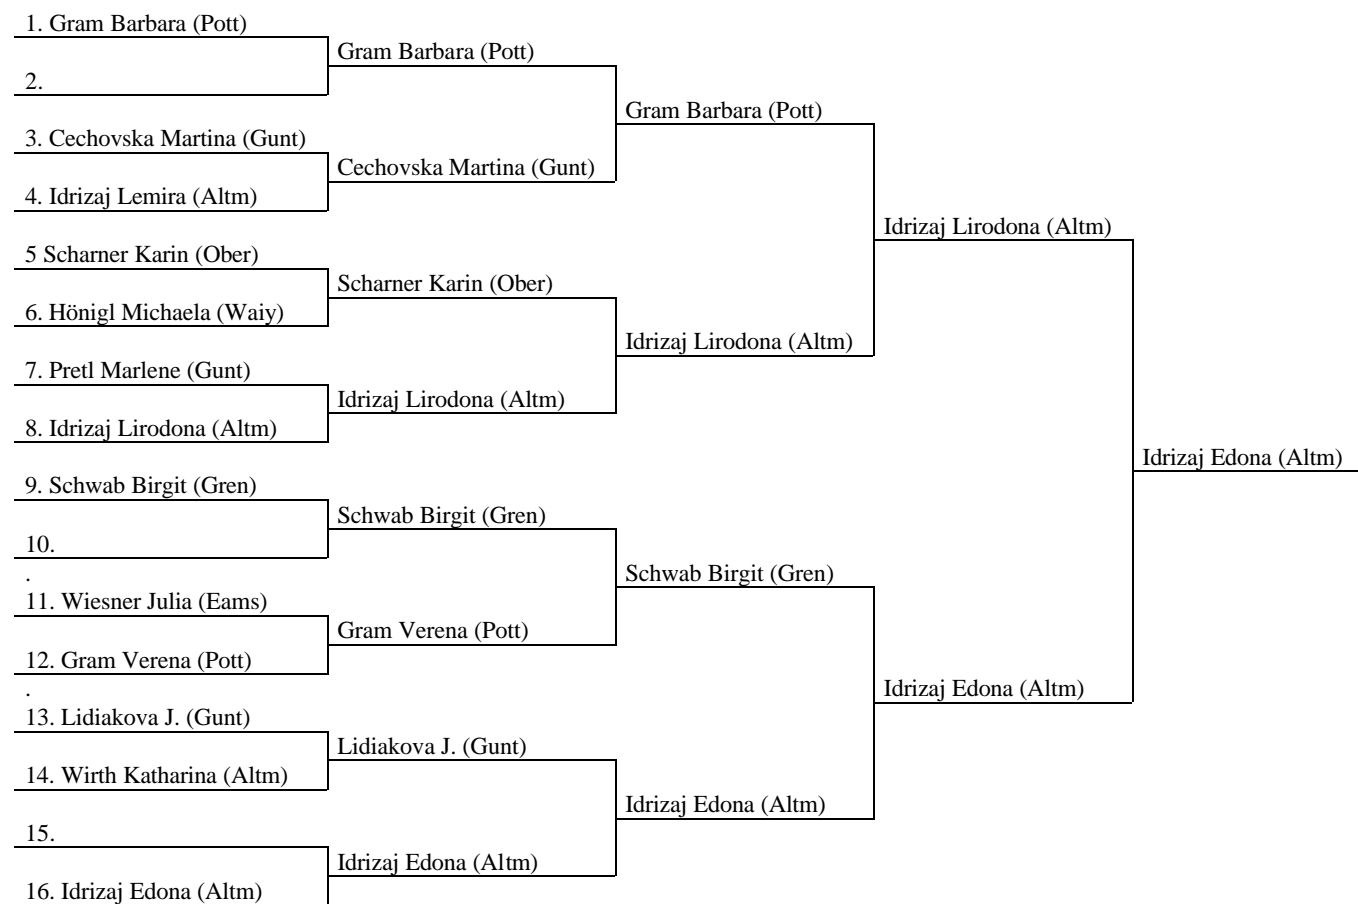 1. Gram Barbara (Pott)
Gram Barbara (Pott)
2.
Gram Barbara (Pott)
3. Cechovska Martina (Gunt)
Cechovska Martina (Gunt)
4. Idrizaj Lemira (Altm)
Idrizaj Lirodona (Altm)
5 Scharner Karin (Ober)
Scharner Karin (Ober)
6. Hönigl Michaela (Waiy)
Idrizaj Lirodona (Altm)
7. Pretl Marlene (Gunt)
Idrizaj Lirodona (Altm)
8. Idrizaj Lirodona (Altm)
Idrizaj Edona (Altm)
9. Schwab Birgit (Gren)
Schwab Birgit (Gren)
10.
.
Schwab Birgit (Gren)
11. Wiesner Julia (Eams)
Gram Verena (Pott)
12. Gram Verena (Pott)
.
Idrizaj Edona (Altm)
13. Lidiakova J. (Gunt)
Lidiakova J. (Gunt)
14. Wirth Katharina (Altm)
Idrizaj Edona (Altm)
15.
Idrizaj Edona (Altm)
16. Idrizaj Edona (Altm)